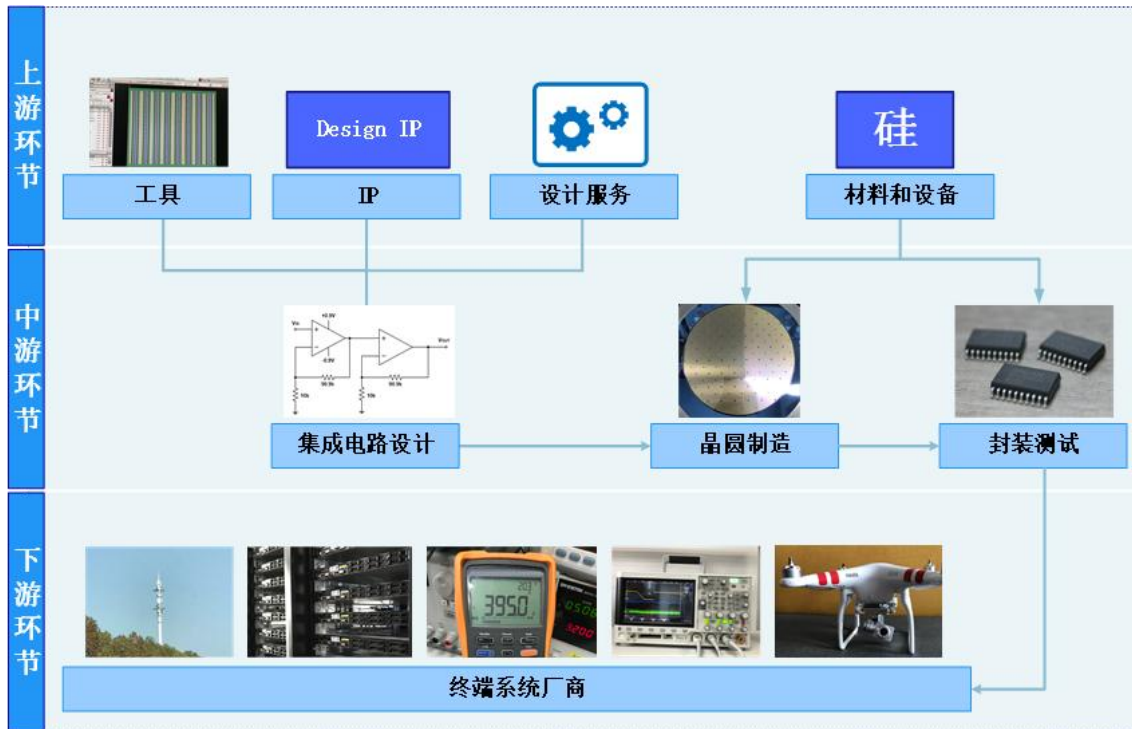 上游环节
Design IP
硅
工具
IP
设计服务
材料和设备
中游环节
集成电路设计
晶圆制造
封装测试
下游环节
395.0
终端系统厂商